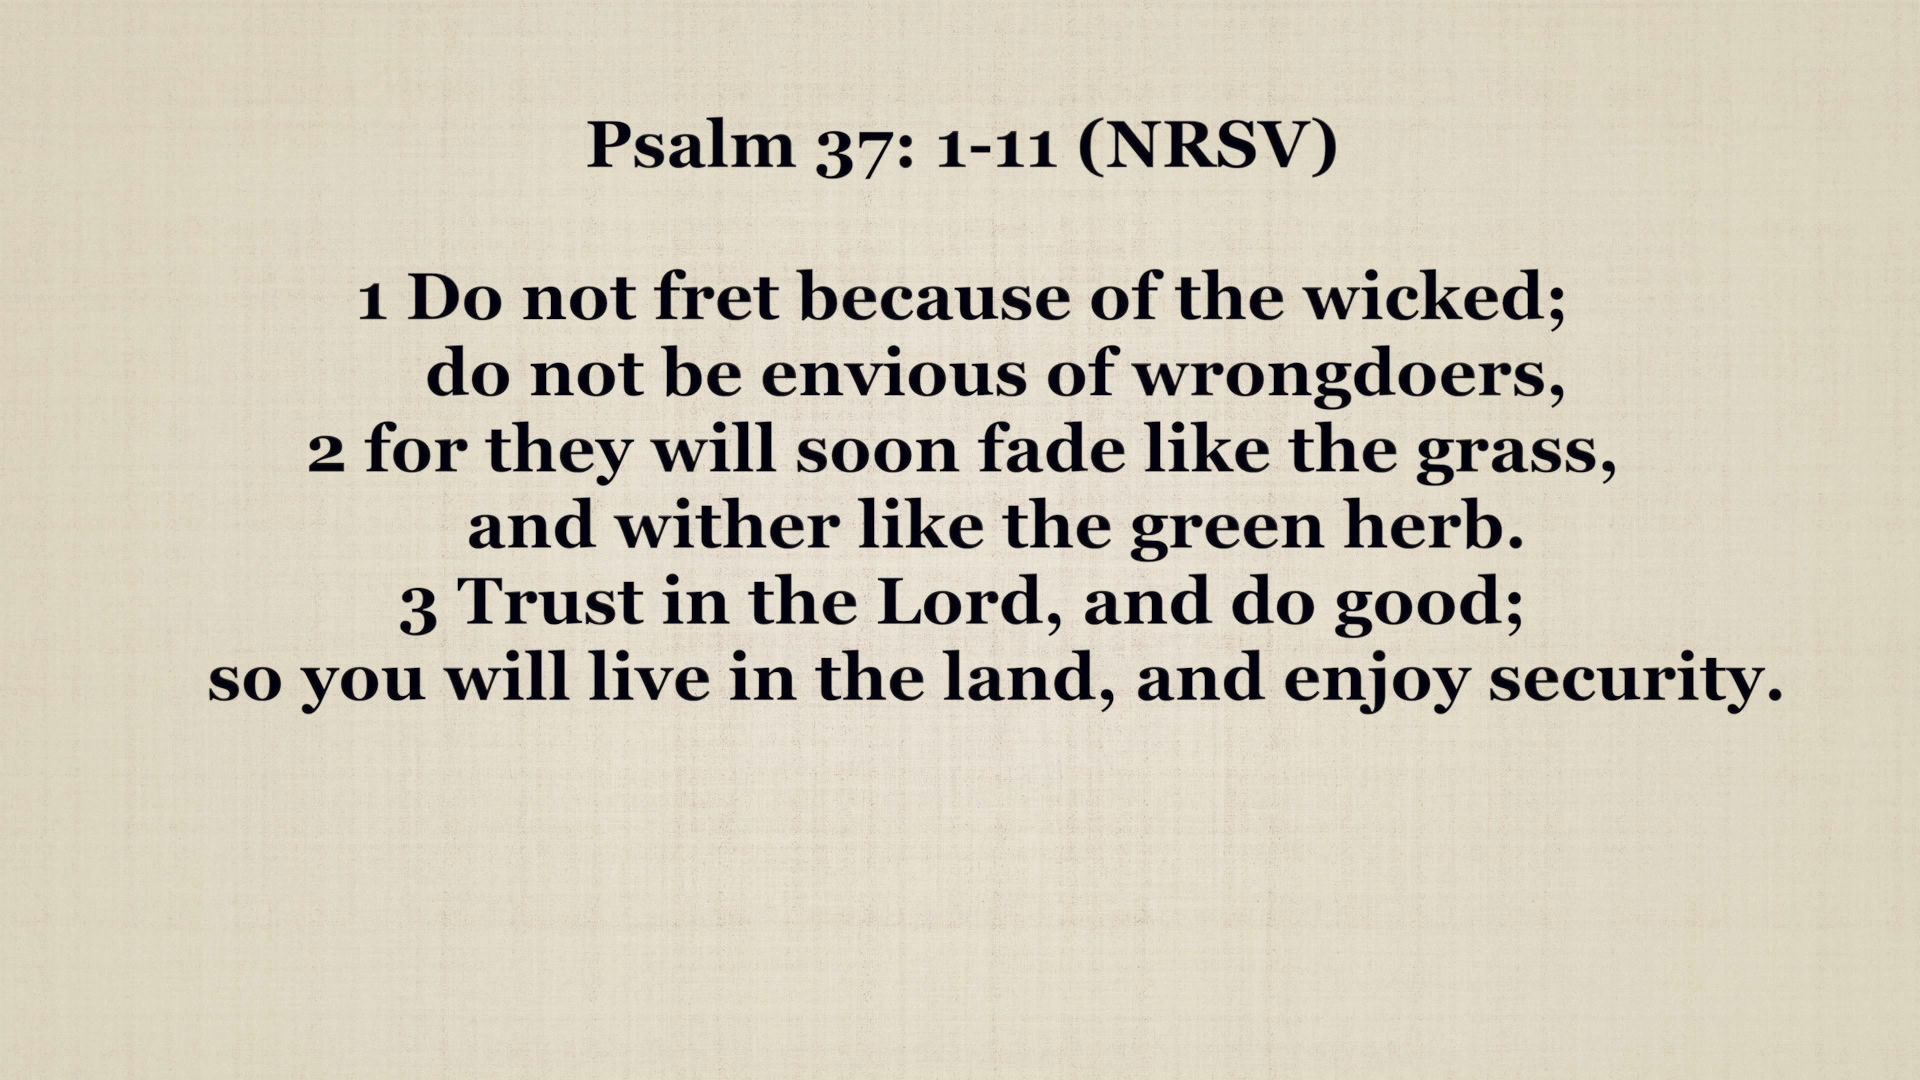 Psalm 37: 1-11 (NRSV)
1 Do not fret because of the wicked;
do not be envious of wrongdoers,
2 for they will soon fade like the grass,
and wither like the green herb.
3 Trust in the Lord, and do good;
so you will live in the land, and enjoy security.